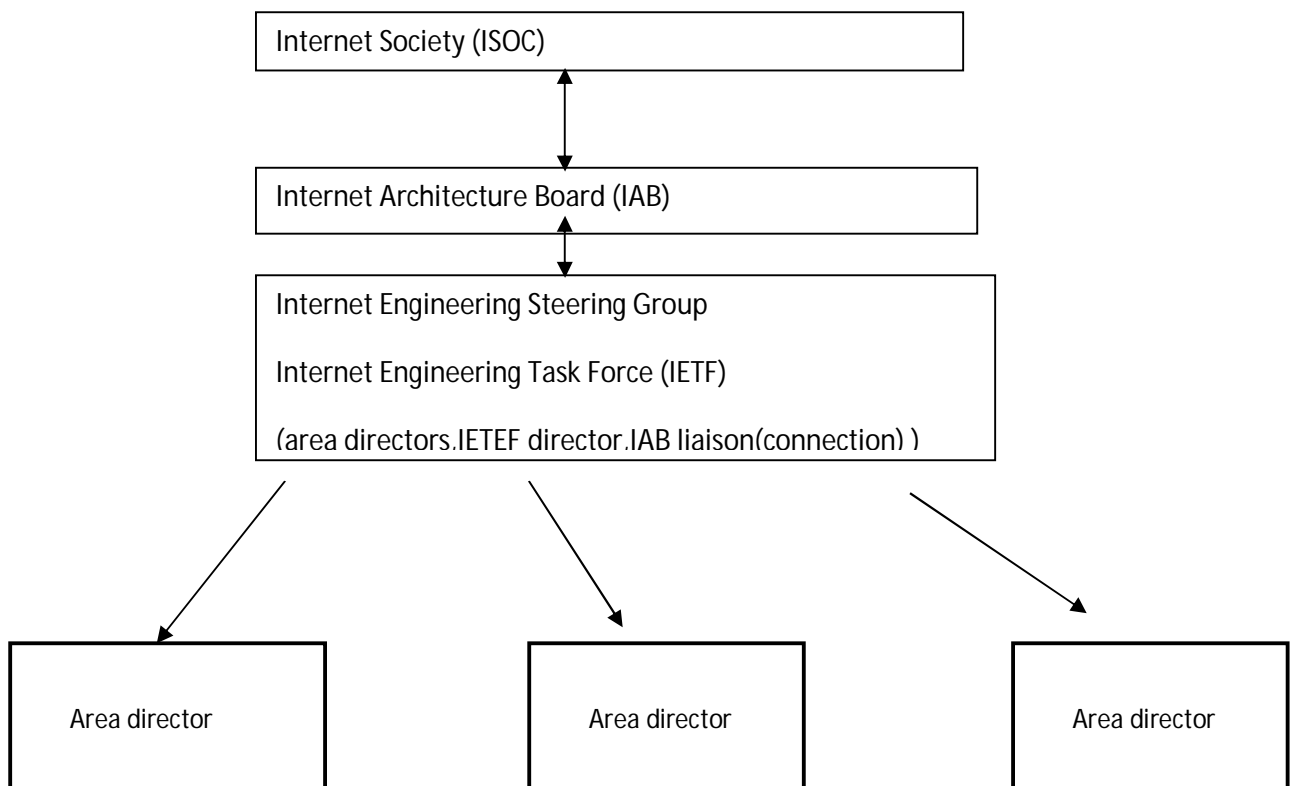 Internet Society (ISOC)
Internet Architecture Board (IAB)
Internet Engineering Steering Group
Internet Engineering Task Force (IETF)
(area directors.IETEF director.IAB liaison(connection) )
Area director
Area director
Area director